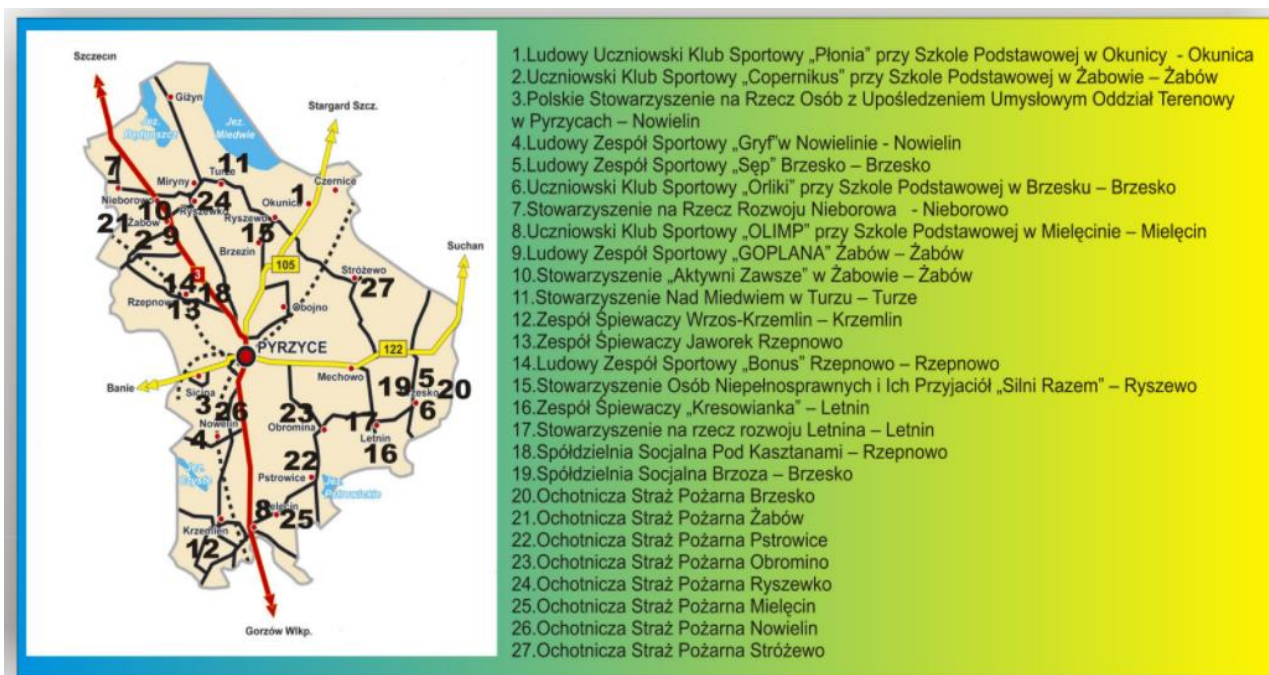 Szczecin
Giżyn
Stargard Szcz.
Jez.
Jez.
Miedwie
7
11
Turze
Miryny
1
Czernice
Nieborowo
24
Okunica
10
Ryszewko
Ryszewo
21
Żabów
2
9
15
Brzezin
Suchan
105
Stróżewo
3
27
14
18
Rzepnowo
13
Obojno
PYRZYCE
122
Banie
Mechowo
Sicina
19
5
20
3
26
23
6
Nowelin
Obromina
17
4
Letnin
16
Jez.
22
Pstrowice
Jez.
Pstrowickie
8
25
Krzemlen
12
Gorzów Wlkp.
1.Ludowy Uczniowski Klub Sportowy „Płonia” przy Szkole Podstawowej w Okunicy - Okunica
2.Uczniowski Klub Sportowy „Copernikus” przy Szkole Podstawowej w Żabowie – Żabów
3.Polskie Stowarzyszenie na Rzecz Osób z Upośledzeniem Umysłowym Oddział Terenowy
w Pyrzycach – Nowielin
4.Ludowy Zespół Sportowy „Gryf”w Nowielinie - Nowielin
5.Ludowy Zespół Sportowy „Sęp” Brzesko – Brzesko
6.Uczniowski Klub Sportowy „Orliki” przy Szkole Podstawowej w Brzesku – Brzesko
7.Stowarzyszenie na Rzecz Rozwoju Nieborowa - Nieborowo
8.Uczniowski Klub Sportowy „OLIMP” przy Szkole Podstawowej w Mielęcinie – Mielęcin
9.Ludowy Zespół Sportowy „GOPLANA” Żabów – Żabów
10.Stowarzyszenie „Aktywni Zawsze” w Żabowie – Żabów
11.Stowarzyszenie Nad Miedwiem w Turzu – Turze
12.Zespół Śpiewaczy Wrzos-Krzemlin – Krzemlin
13.Zespół Śpiewaczy Jaworek Rzepnowo
14.Ludowy Zespół Sportowy „Bonus” Rzepnowo – Rzepnowo
15.Stowarzyszenie Osób Niepełnosprawnych i Ich Przyjaciół „Silni Razem” – Ryszewo
16.Zespół Śpiewaczy „Kresowianka” – Letnin
17.Stowarzyszenie na rzecz rozwoju Letnina – Letnin
18.Spółdzielnia Socjalna Pod Kasztanami – Rzepnowo
19.Spółdzielnia Socjalna Brzoza – Brzesko
20.Ochotnicza Straż Pożarna Brzesko
21.Ochotnicza Straż Pożarna Żabów
22.Ochotnicza Straż Pożarna Pstrowice
23.Ochotnicza Straż Pożarna Obromino
24.Ochotnicza Straż Pożarna Ryszewko
25.Ochotnicza Straż Pożarna Mielęcin
26.Ochotnicza Straż Pożarna Nowielin
27.Ochotnicza Straż Pożarna Stróżewo